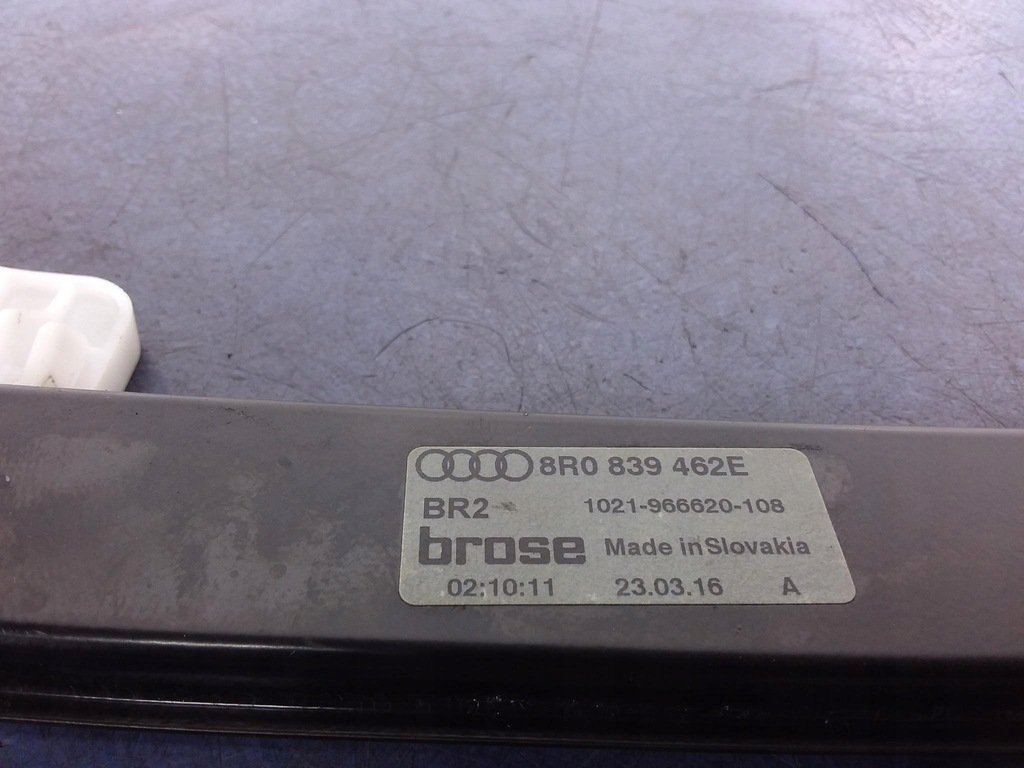 8R0 839 462E
BR2 1021-966620-108
brose Made in Slovakia
02:10:11 23.03.16 A